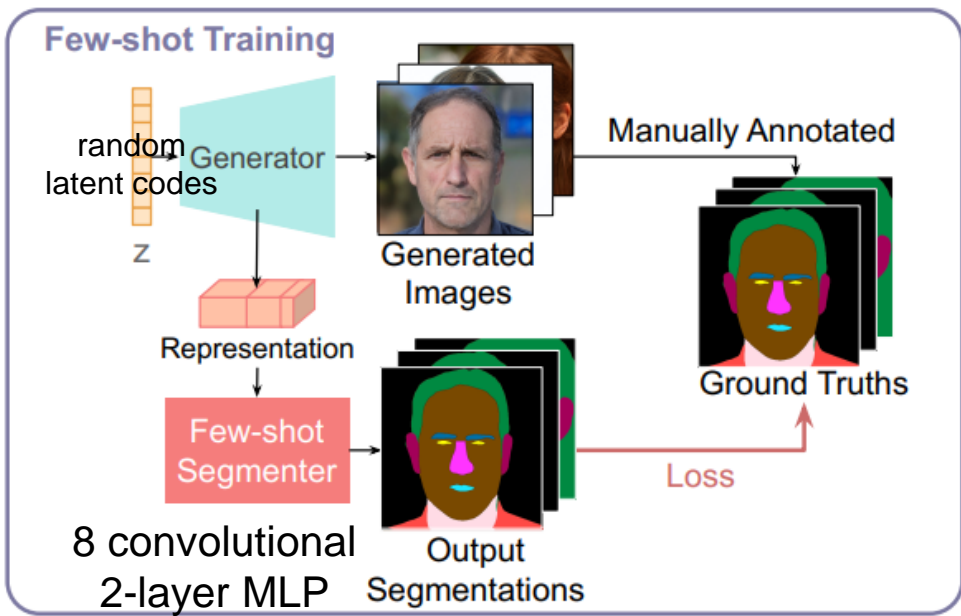 Few-shot Training
random
latent codes
z
Generator
Generated
Images
Manually Annotated
Ground Truths
Representation
Few-shot
Segmenter
8 convolutional
2-layer MLP
Output
Segmentations
Loss